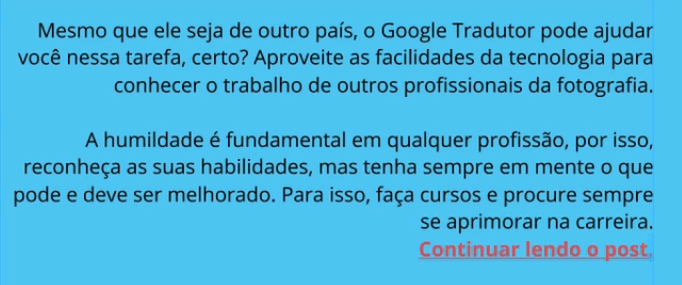 Mesmo que ele seja de outro país, o Google Tradutor pode ajudar
você nessa tarefa, certo? Aproveite as facilidades da tecnologia para
conhecer o trabalho de outros profissionais da fotografia.
A humildade é fundamental em qualquer profissão, por isso,
reconheça as suas habilidades, mas tenha sempre em mente o que
pode e deve ser melhorado. Para isso, faça cursos e procure sempre
se aprimorar na carreira.
Continuar lendo o post.